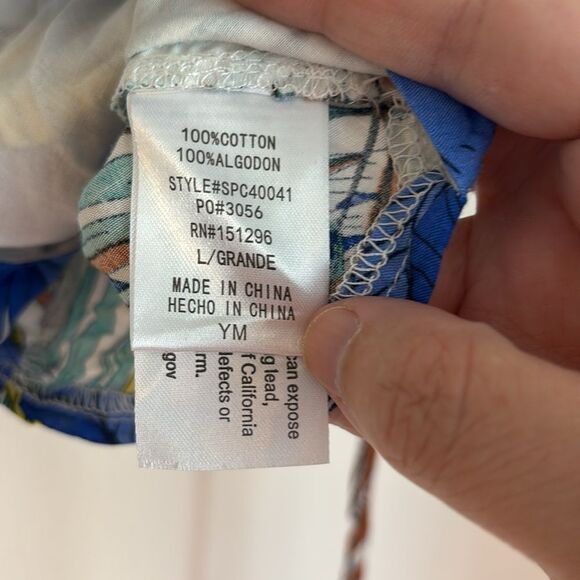 100%COTTON
100%ALGODON
STYLE#SPC40041
PO#3056
RN#151296
L/GRANDE
MADE IN CHINA
HECHO IN CHINA
YM
can expose
g lead,
f California
defects or
rm.
gov